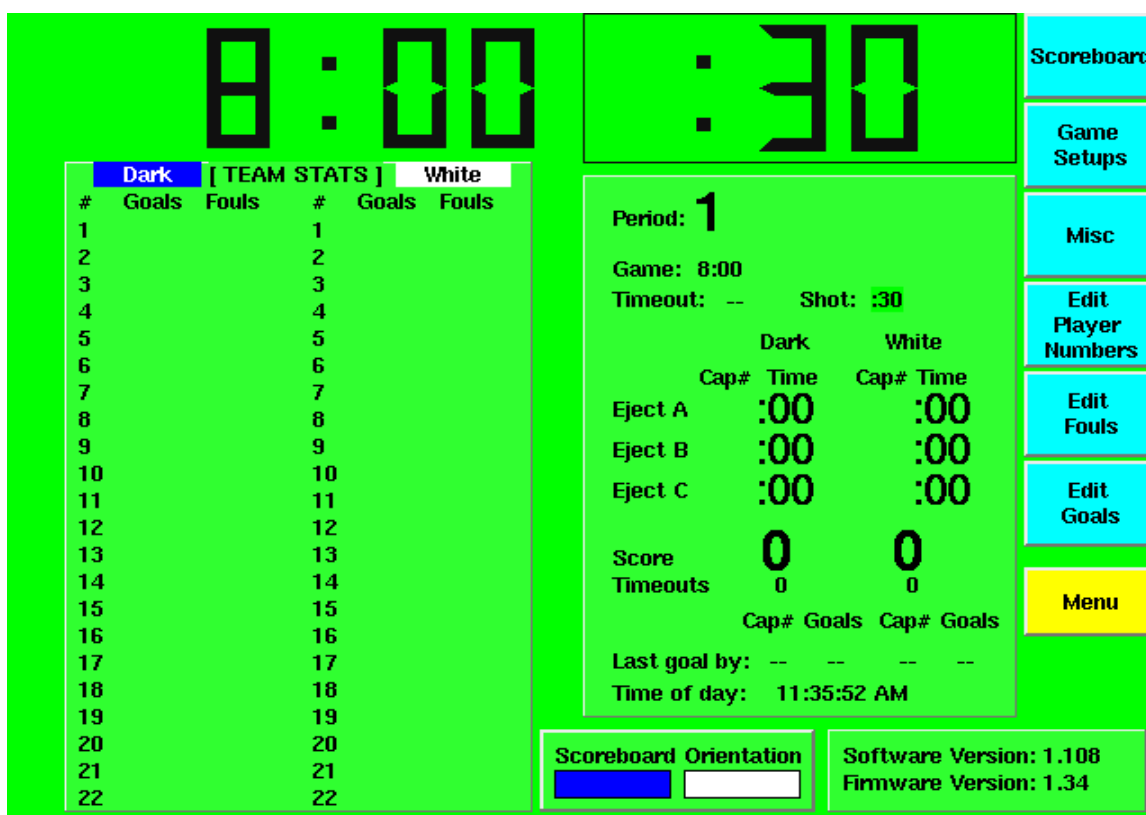 8:00 :30
Dark [ TEAM STATS ] White
# Goals Fouls # Goals Fouls
1 1
2 2
3 3
4 4
5 5
6 6
7 7
8 8
9 9
10 10
11 11
12 12
13 13
14 14
15 15
16 16
17 17
18 18
19 19
20 20
21 21
22 22
Period: 1
Game: 8:00
Timeout: -- Shot: :30
Dark White
Cap# Time Cap# Time
Eject A :00 :00
Eject B :00 :00
Eject C :00 :00
Score 0 0
Timeouts 0 0
Cap# Goals Cap# Goals
Last goal by: -- -- -- --
Time of day: 11:35:52 AM
Scoreboard Orientation
Software Version: 1.108
Firmware Version: 1.34
Scoreboard
Game
Setups
Misc
Edit
Player
Numbers
Edit
Fouls
Edit
Goals
Menu